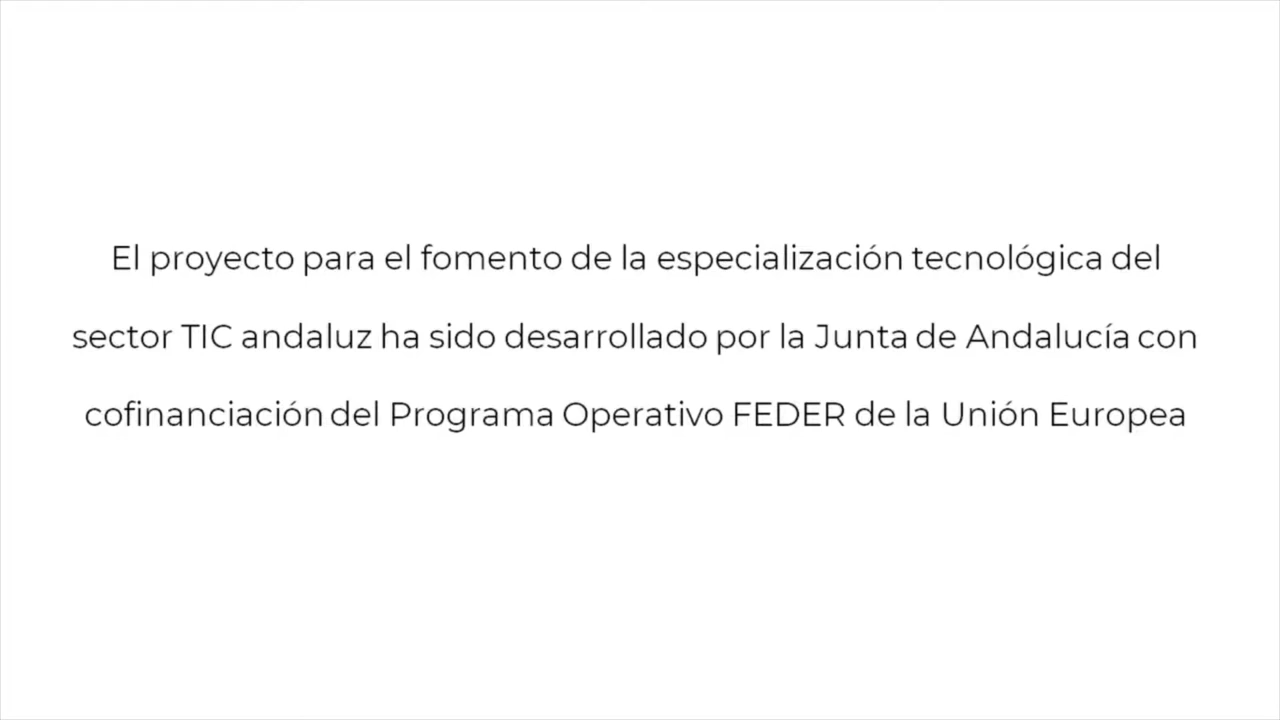 El proyecto para el fomento de la especialización tecnológica del
sector TIC andaluz ha sido desarrollado por la Junta de Andalucía con
cofinanciación del Programa Operativo FEDER de la Unión Europea